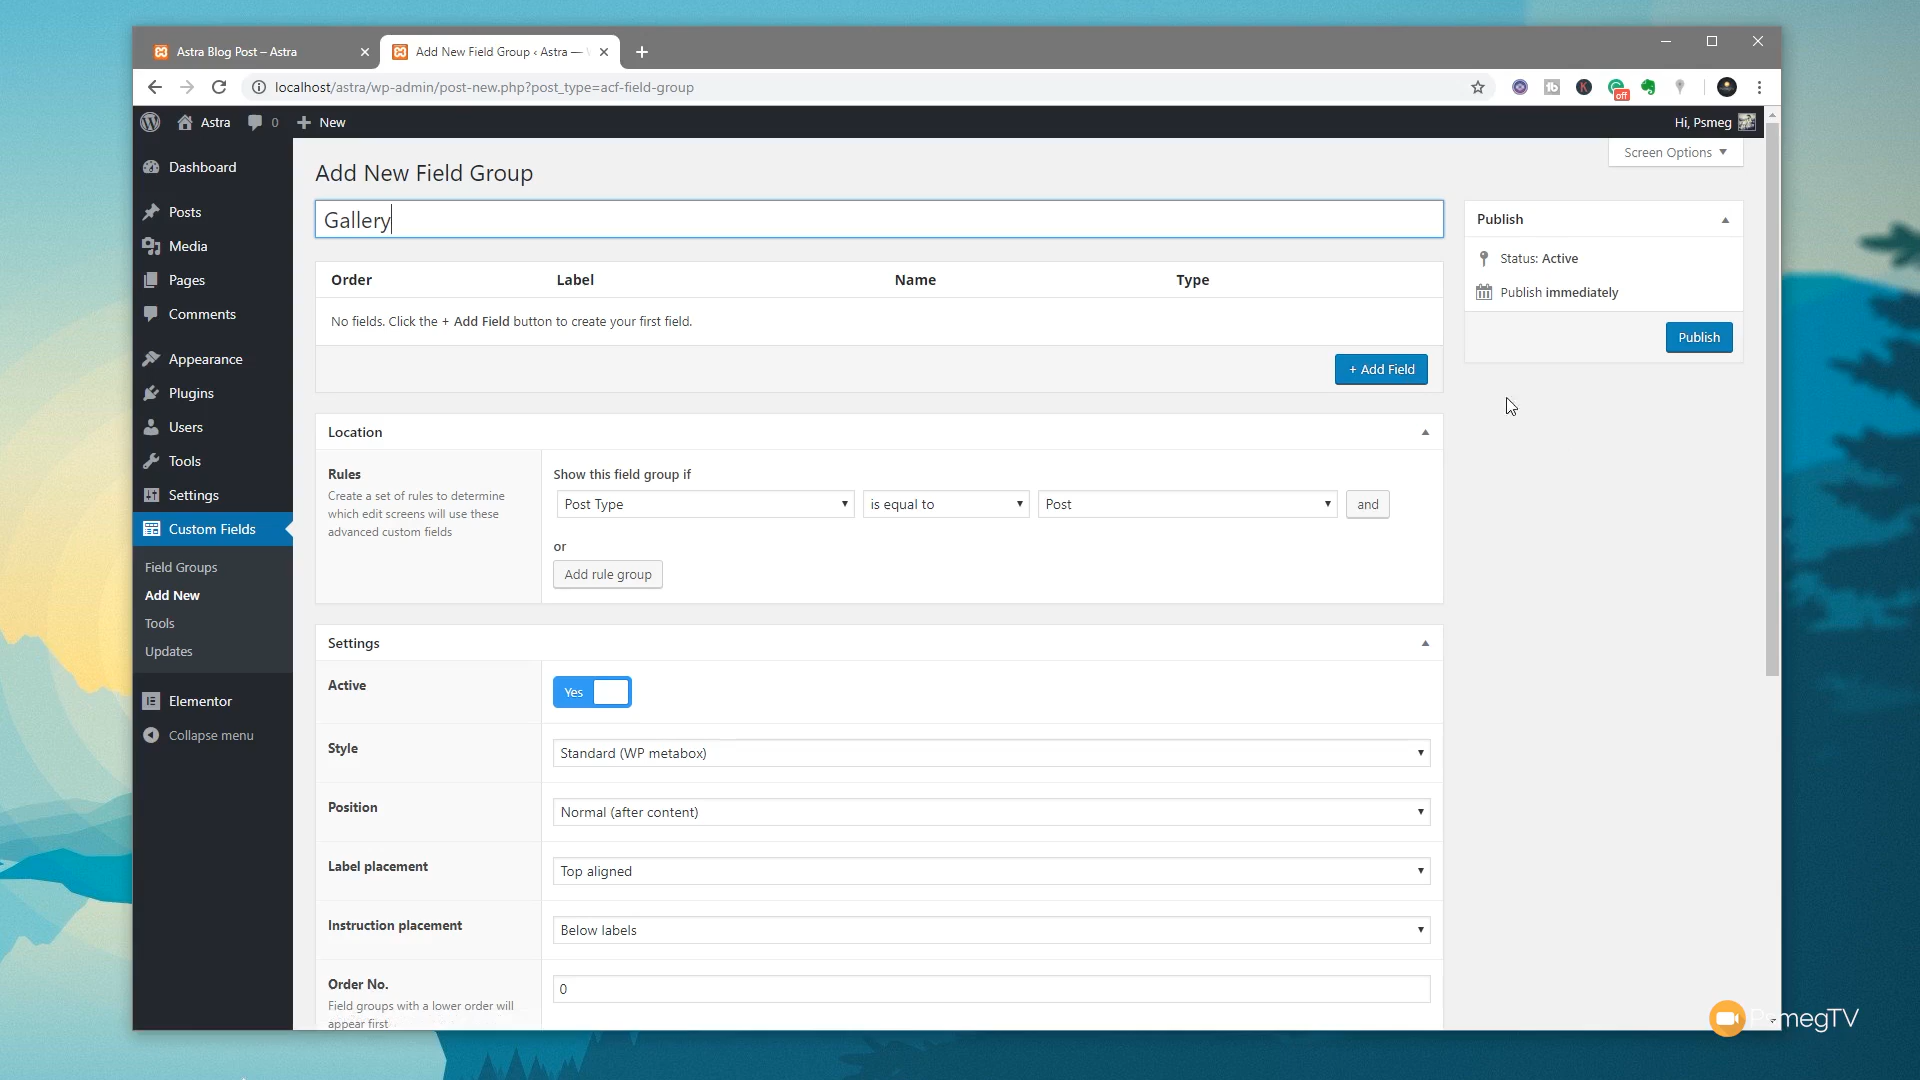 Astra Blog Post – Astra
Add New Field Group ‹ Astra —
localhost/astra/wp-admin/post-new.php?post_type=acf-field-group
off
Astra
0
New
Hi, Psmeg
Dashboard
Posts
Media
Pages
Comments
Appearance
Plugins
Users
Tools
Settings
Custom Fields
Field Groups
Add New
Tools
Updates
Elementor
Collapse menu
Screen Options
Add New Field Group
Gallery
Order Label Name Type
No fields. Click the + Add Field button to create your first field.
+ Add Field
Publish
Status: Active
Publish immediately
Publish
Location
Rules
Create a set of rules to determine
which edit screens will use these
advanced custom fields
Show this field group if
Post Type is equal to Post and
or
Add rule group
Settings
Active
Yes
Style
Standard (WP metabox)
Position
Normal (after content)
Label placement
Top aligned
Instruction placement
Below labels
Order No.
Field groups with a lower order will
appear first
0
PsmegTV